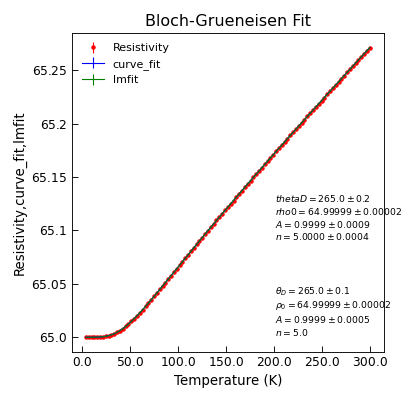 Bloch-Grueneisen Fit
Resistivity
curve_fit
lmfit
Resistivity,curve_fit,lmfit
65.25
65.2
65.15
65.1
65.05
65.0
thetaD = 265.0 ± 0.2
rho0 = 64.99999 ± 0.00002
A = 0.9999 ± 0.0009
n = 5.0000 ± 0.0004
θ_D = 265.0 ± 0.1
ρ_0 = 64.99999 ± 0.00002
A = 0.9999 ± 0.0005
n = 5.0
0.0 50.0 100.0 150.0 200.0 250.0 300.0
Temperature (K)